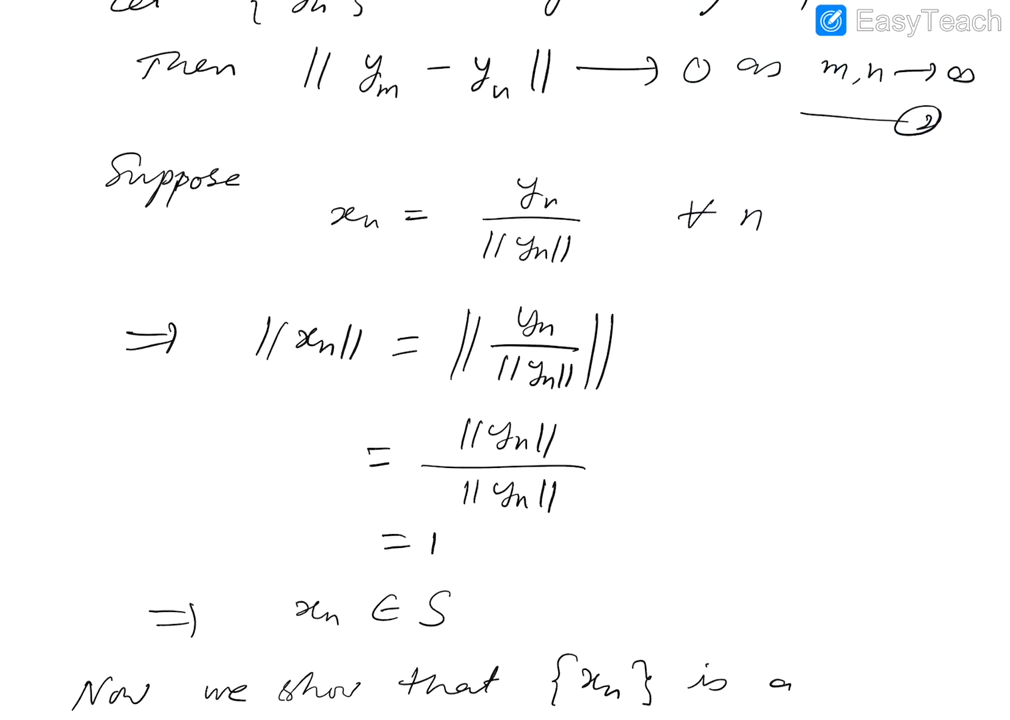 EasyTeach
Then || y_m - y_n || → 0 as m, n → ∞
— ②
Suppose
x_n = y_n / ||y_n|| ∀ n
⇒ ||x_n|| = || y_n / ||y_n|| ||
= ||y_n|| / ||y_n||
= 1
⇒ x_n ∈ S
Now we show that {x_n} is a